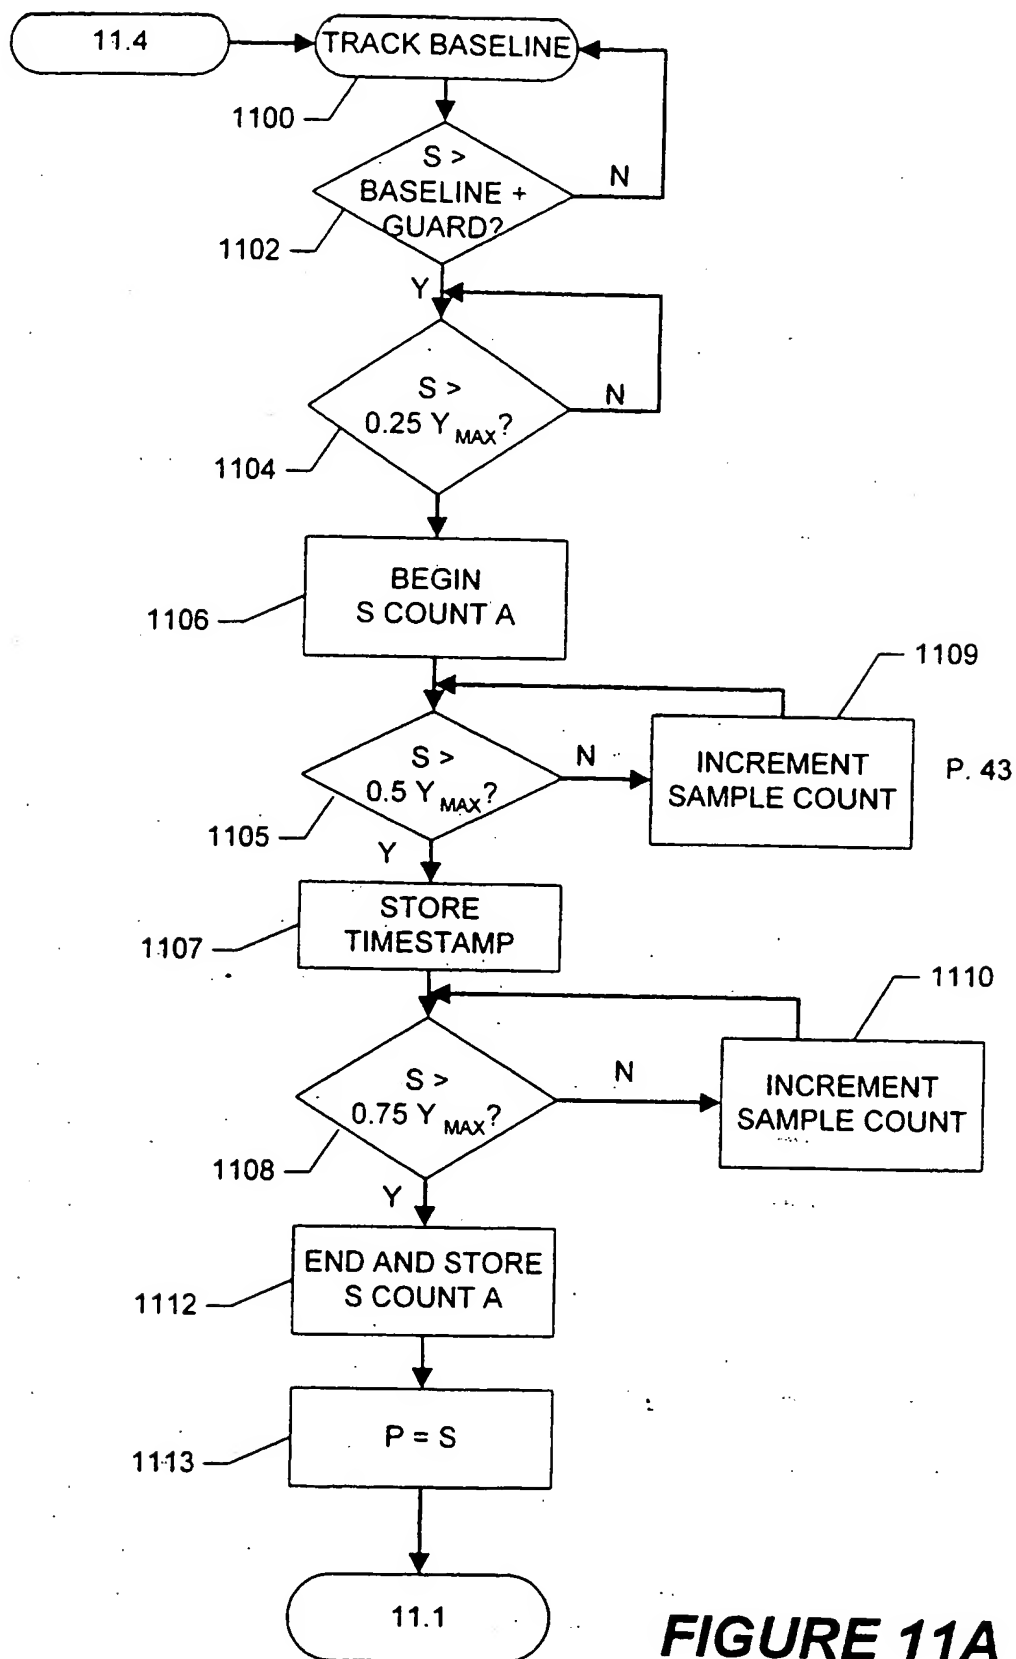 11.4
TRACK BASELINE
1100
S >
BASELINE +
GUARD?
N
1102
Y
S >
0.25 Y MAX?
N
1104
BEGIN
S COUNT A
1106
1109
S >
0.5 Y MAX?
N
INCREMENT
SAMPLE COUNT
P. 43
1105
Y
STORE
TIMESTAMP
1107
1110
S >
0.75 Y MAX?
N
INCREMENT
SAMPLE COUNT
1108
Y
END AND STORE
S COUNT A
1112
P = S
1113
11.1
FIGURE 11A